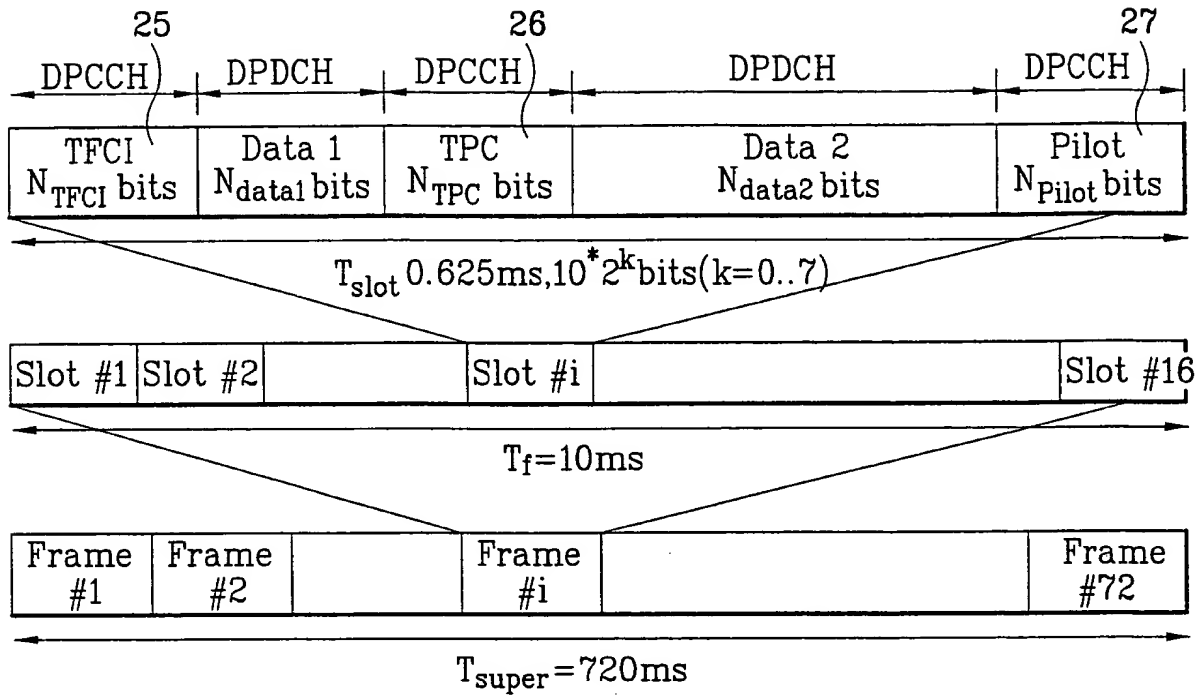 25 26 27
DPCCH DPDCH DPCCH DPDCH DPCCH
TFCI Data 1 TPC Data 2 Pilot
N_TFCI bits N_data1 bits N_TPC bits N_data2 bits N_Pilot bits
T_slot 0.625ms,10*2^k bits(k=0..7)
Slot #1 Slot #2 Slot #i Slot #16
T_f=10ms
Frame Frame Frame Frame
#1 #2 #i #72
T_super=720ms